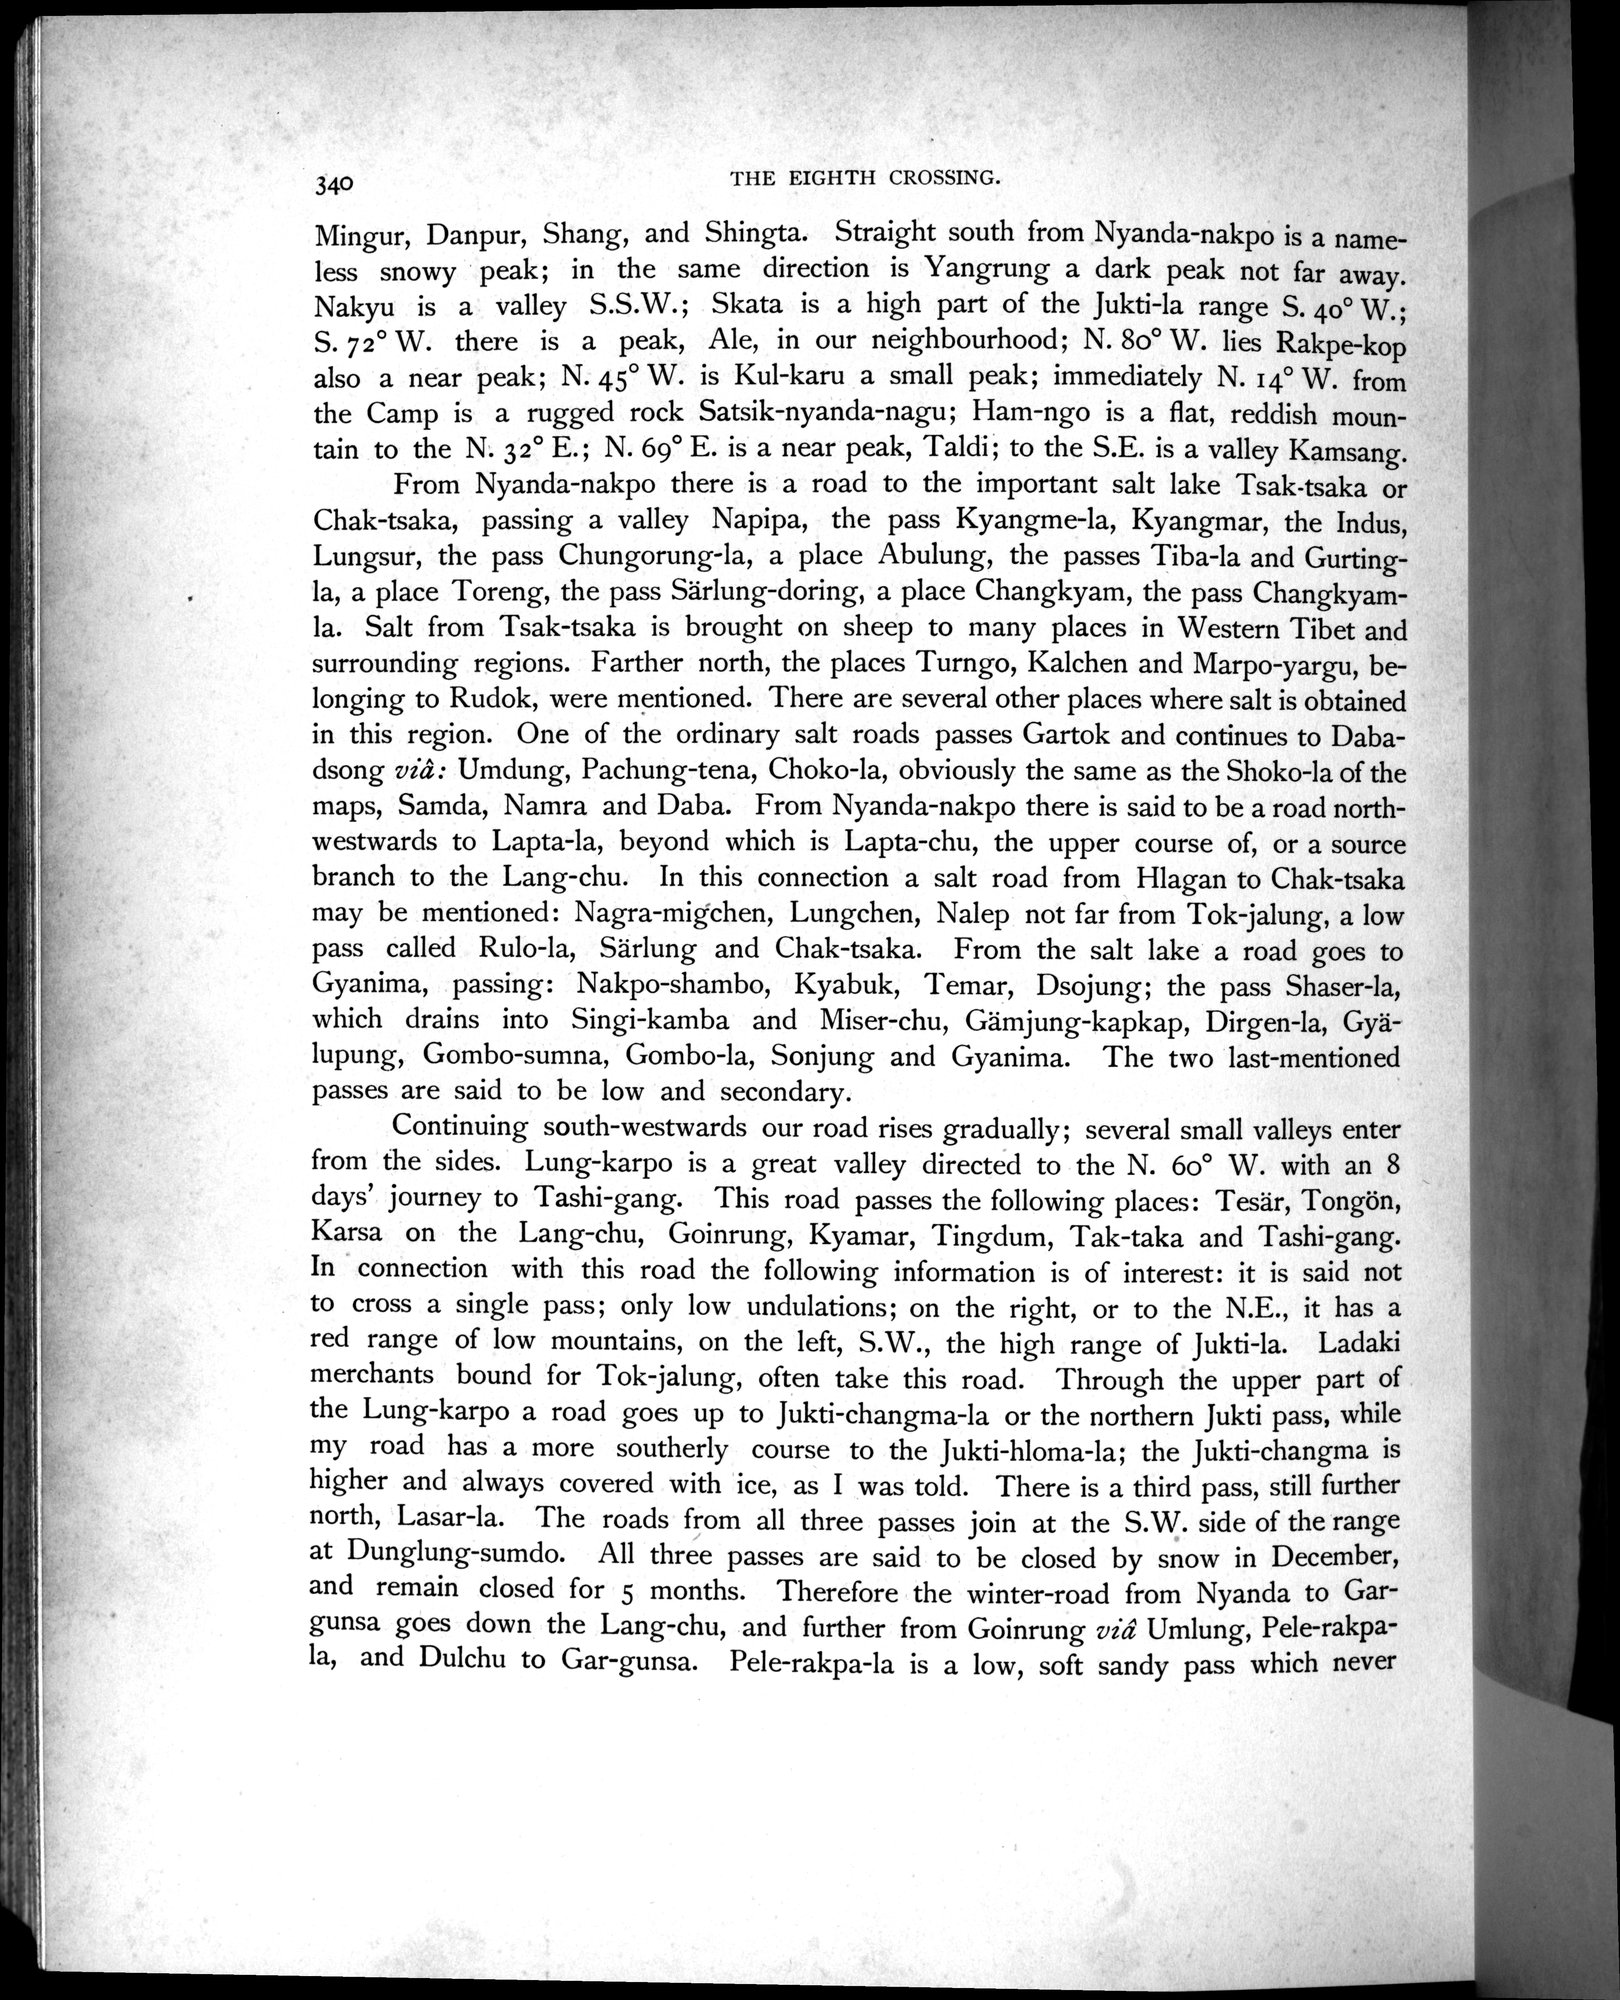 340
THE EIGHTH CROSSING.
Mingur, Danpur, Shang, and Shingta. Straight south from Nyanda-nakpo is a name-
less snowy peak; in the same direction is Yangrung a dark peak not far away.
Nakyu is a valley S.S.W.; Skata is a high part of the Jukti-la range S. 40° W.;
S. 72° W. there is a peak, Ale, in our neighbourhood; N. 80° W. lies Rakpe-kop
also a near peak; N. 45° W. is Kul-karu a small peak; immediately N. 14° W. from
the Camp is a rugged rock Satsik-nyanda-nagu; Ham-ngo is a flat, reddish moun-
tain to the N. 32° E.; N. 69° E. is a near peak, Taldi; to the S.E. is a valley Kamsang.
From Nyanda-nakpo there is a road to the important salt lake Tsak-tsaka or
Chak-tsaka, passing a valley Napipa, the pass Kyangme-la, Kyangmar, the Indus,
Lungsur, the pass Chungorung-la, a place Abulung, the passes Tiba-la and Gurting-
la, a place Toreng, the pass Särlung-doring, a place Changkyam, the pass Changkyam-
la. Salt from Tsak-tsaka is brought on sheep to many places in Western Tibet and
surrounding regions. Farther north, the places Turngo, Kalchen and Marpo-yargu, be-
longing to Rudok, were mentioned. There are several other places where salt is obtained
in this region. One of the ordinary salt roads passes Gartok and continues to Daba-
dsong viâ: Umdung, Pachung-tena, Choko-la, obviously the same as the Shoko-la of the
maps, Samda, Namra and Daba. From Nyanda-nakpo there is said to be a road north-
westwards to Lapta-la, beyond which is Lapta-chu, the upper course of, or a source
branch to the Lang-chu. In this connection a salt road from Hlagan to Chak-tsaka
may be mentioned: Nagra-migchen, Lungchen, Nalep not far from Tok-jalung, a low
pass called Rulo-la, Särlung and Chak-tsaka. From the salt lake a road goes to
Gyanima, passing: Nakpo-shambo, Kyabuk, Temar, Dsojung; the pass Shaser-la,
which drains into Singi-kamba and Miser-chu, Gämjung-kapkap, Dirgen-la, Gyä-
lupung, Gombo-sumna, Gombo-la, Sonjung and Gyanima. The two last-mentioned
passes are said to be low and secondary.
Continuing south-westwards our road rises gradually; several small valleys enter
from the sides. Lung-karpo is a great valley directed to the N. 60° W. with an 8
days' journey to Tashi-gang. This road passes the following places: Tesär, Tongön,
Karsa on the Lang-chu, Goinrung, Kyamar, Tingdum, Tak-taka and Tashi-gang.
In connection with this road the following information is of interest: it is said not
to cross a single pass; only low undulations; on the right, or to the N.E., it has a
red range of low mountains, on the left, S.W., the high range of Jukti-la. Ladaki
merchants bound for Tok-jalung, often take this road. Through the upper part of
the Lung-karpo a road goes up to Jukti-changma-la or the northern Jukti pass, while
my road has a more southerly course to the Jukti-hloma-la; the Jukti-changma is
higher and always covered with ice, as I was told. There is a third pass, still further
north, Lasar-la. The roads from all three passes join at the S.W. side of the range
at Dunglung-sumdo. All three passes are said to be closed by snow in December,
and remain closed for 5 months. Therefore the winter-road from Nyanda to Gar-
gunsa goes down the Lang-chu, and further from Goinrung viâ Umlung, Pele-rakpa-
la, and Dulchu to Gar-gunsa. Pele-rakpa-la is a low, soft sandy pass which never